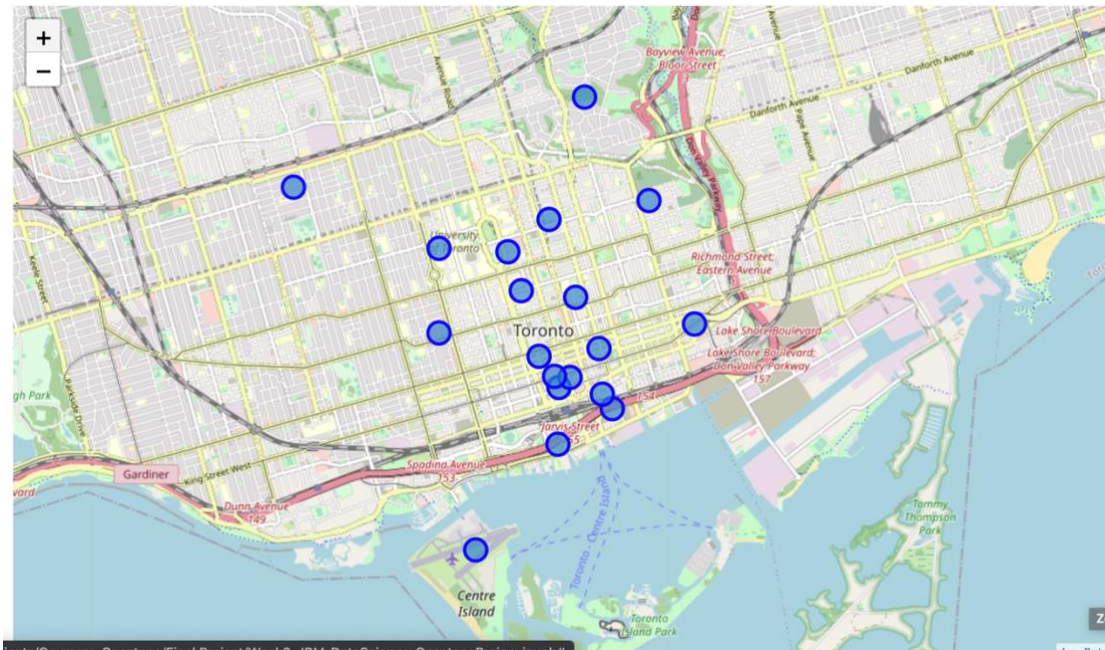 +
−
Bayview Avenue;
Bloor Street
Avenue Road
Danforth Avenue
Danforth Avenue
Pape Avenue
Don Valley Parkway
University
of Toronto
Keele Street
Richmond Street;
Eastern Avenue
Toronto
Lake Shore Boulevard
Lake Shore Boulevard;
Don Valley Parkway
157
Parkside Drive
gh Park
154
Jarvis Street
Gardiner
King Street West
Spadina Avenue
153
Dunn Avenue
149
Toronto - Centre Island
Tommy
Thompson
Park
Centre
Island
Toronto
Island Park
Z